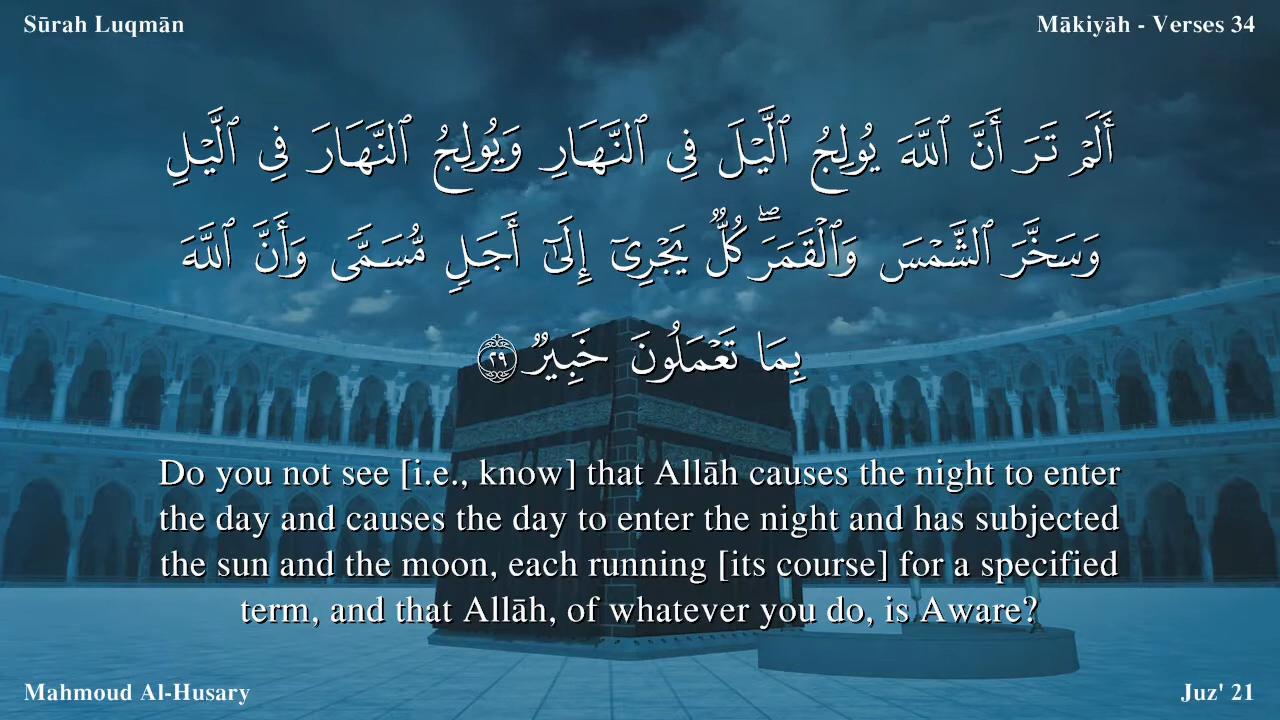 Sūrah Luqmān
Mākiyāh - Verses 34
أَلَمْ تَرَ أَنَّ ٱللَّهَ يُولِجُ ٱلَّيْلَ فِى ٱلنَّهَارِ وَيُولِجُ ٱلنَّهَارَ فِى ٱلَّيْلِ
وَسَخَّرَ ٱلشَّمْسَ وَٱلْقَمَرَۖ كُلٌّ يَجْرِىٓ إِلَىٰٓ أَجَلٍ مُّسَمًّى وَأَنَّ ٱللَّهَ
بِمَا تَعْمَلُونَ خَبِيرٌ ٢٩
Do you not see [i.e., know] that Allāh causes the night to enter
the day and causes the day to enter the night and has subjected
the sun and the moon, each running [its course] for a specified
term, and that Allāh, of whatever you do, is Aware?
Mahmoud Al-Husary
Juz' 21